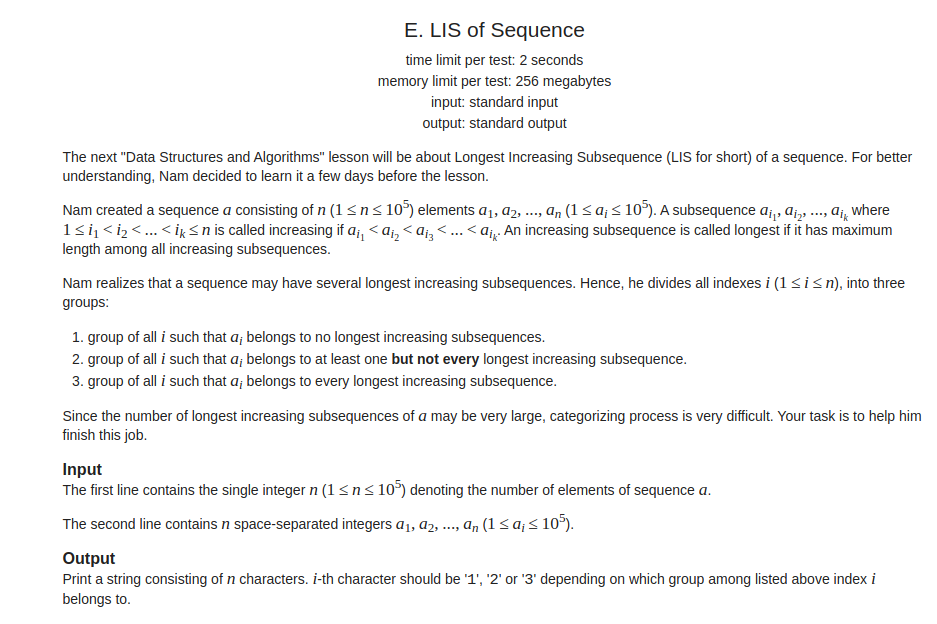 E. LIS of Sequence
time limit per test: 2 seconds
memory limit per test: 256 megabytes
input: standard input
output: standard output
The next "Data Structures and Algorithms" lesson will be about Longest Increasing Subsequence (LIS for short) of a sequence. For better
understanding, Nam decided to learn it a few days before the lesson.
Nam created a sequence a consisting of n (1 ≤ n ≤ 10^5) elements a_1, a_2, ..., a_n (1 ≤ a_i ≤ 10^5). A subsequence a_{i_1}, a_{i_2}, ..., a_{i_k} where
1 ≤ i_1 < i_2 < ... < i_k ≤ n is called increasing if a_{i_1} < a_{i_2} < a_{i_3} < ... < a_{i_k}. An increasing subsequence is called longest if it has maximum
length among all increasing subsequences.
Nam realizes that a sequence may have several longest increasing subsequences. Hence, he divides all indexes i (1 ≤ i ≤ n), into three
groups:
1. group of all i such that a_i belongs to no longest increasing subsequences.
2. group of all i such that a_i belongs to at least one but not every longest increasing subsequence.
3. group of all i such that a_i belongs to every longest increasing subsequence.
Since the number of longest increasing subsequences of a may be very large, categorizing process is very difficult. Your task is to help him
finish this job.
Input
The first line contains the single integer n (1 ≤ n ≤ 10^5) denoting the number of elements of sequence a.
The second line contains n space-separated integers a_1, a_2, ..., a_n (1 ≤ a_i ≤ 10^5).
Output
Print a string consisting of n characters. i-th character should be '1', '2' or '3' depending on which group among listed above index i
belongs to.